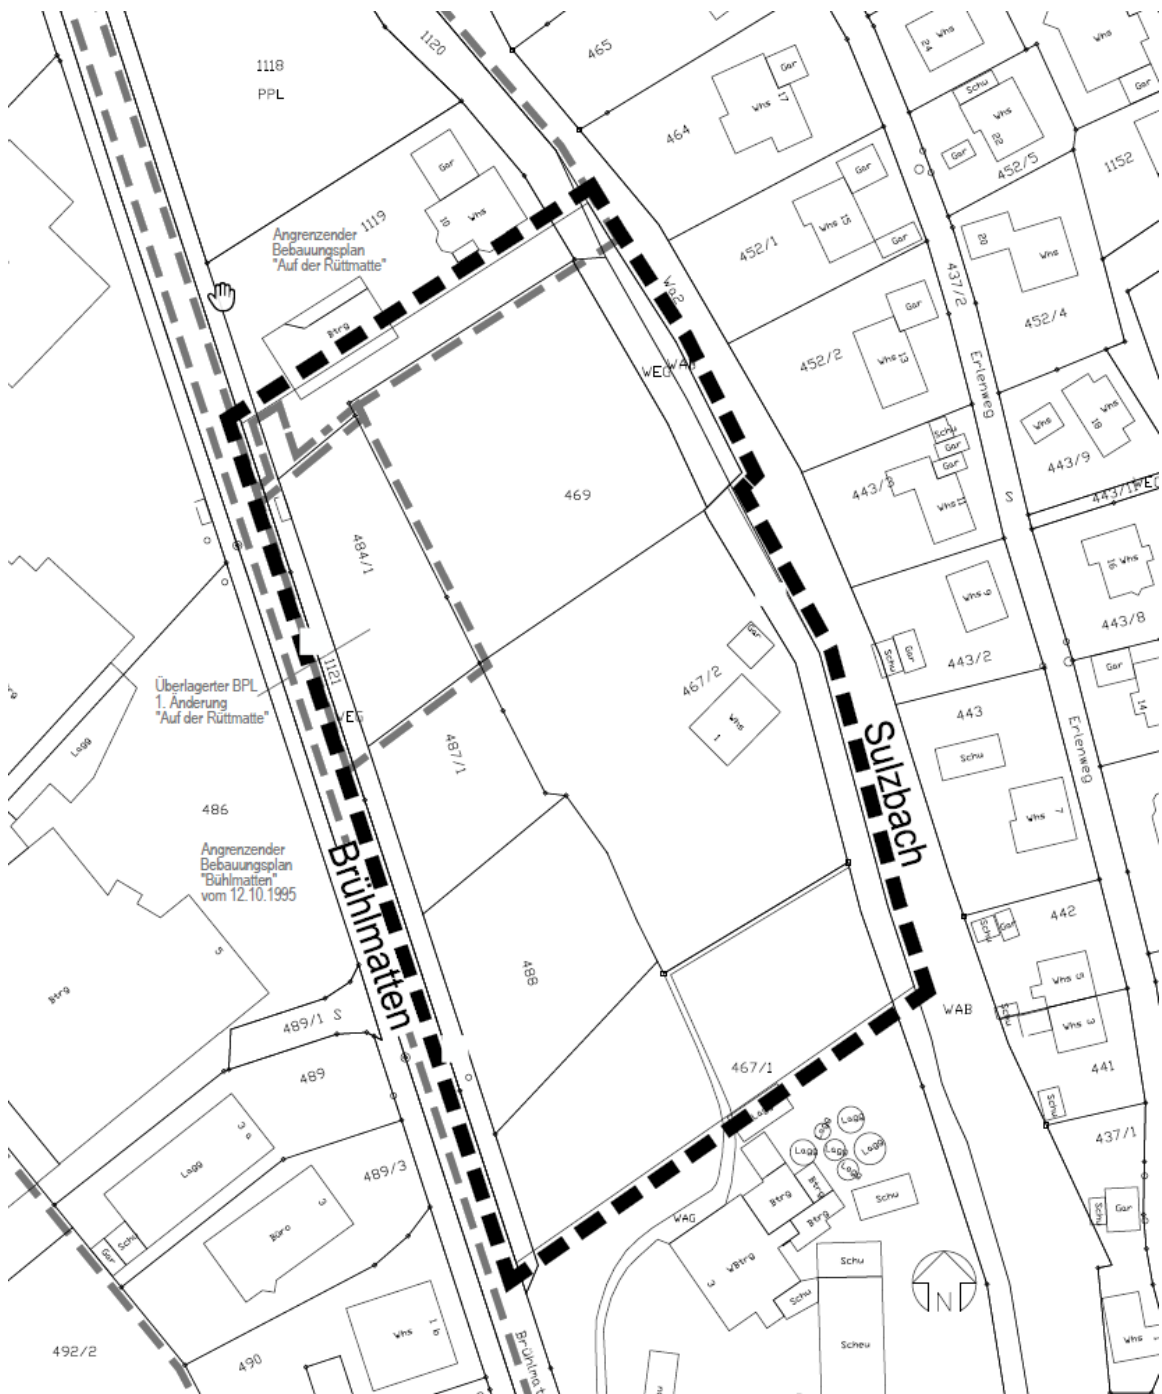 1120
465
24
Whs
Whs
1118
PPL
Gar
Schu
Gar
Whs
17
464
Whs
22
Gar
452/5
1152
Gar
Gar
1119
10
Whs
Whs
15
Gar
20
Whs
Angrenzender
Bebauungsplan
"Auf der Rüttmatte"
452/1
437/2
Gar
452/4
Btrg
Whs
13
452/2
WEG
WAB
Erlenweg
Whs
18
Whs
Schu
Gar
Gar
443/9
443/3
469
Whs
11
S
443/11
WEG
484/1
16
Whs
Whs
9
443/8
Gar
Schu
Gar
443/2
Gar
1121
467/2
Überlagerter BPL
1. Änderung
"Auf der Rüttmatte"
14
443
WEG
Whs
1
Sulzbach
Erlenweg
Lagg
487/1
Schu
486
Whs
7
Angrenzender
Bebauungsplan
"Bühlmatten"
vom 12.10.1995
Brühlmatten
442
Schu
Gar
5
488
Whs
5
Btrg
WAB
Schu
489/1
S
Whs
3
467/1
441
489
Schu
Lagg
Lagg
Lagg
Lagg
Lagg
Lagg
437/1
3 a
Lagg
489/3
Btrg
Btrg
Schu
3
Schu
Gar
WAG
Btrg
Büro
Gar
Schu
WBtrg
3
Schu
Schu
N
Whs
1 b
Scheu
Whs
1
492/2
490
Brühlmat